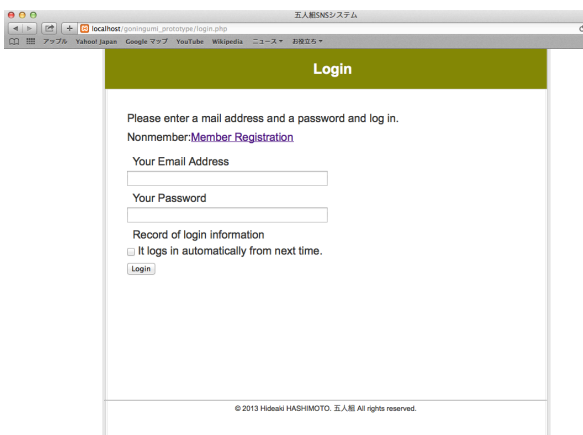 五人組SNSシステム
localhost/goningumi_prototype/login.php
アップル Yahoo! Japan Google マップ YouTube Wikipedia ニュース お役立ち
Login
Please enter a mail address and a password and log in.
Nonmember:Member Registration
Your Email Address
Your Password
Record of login information
It logs in automatically from next time.
Login
© 2013 Hideaki HASHIMOTO. 五人組 All rights reserved.